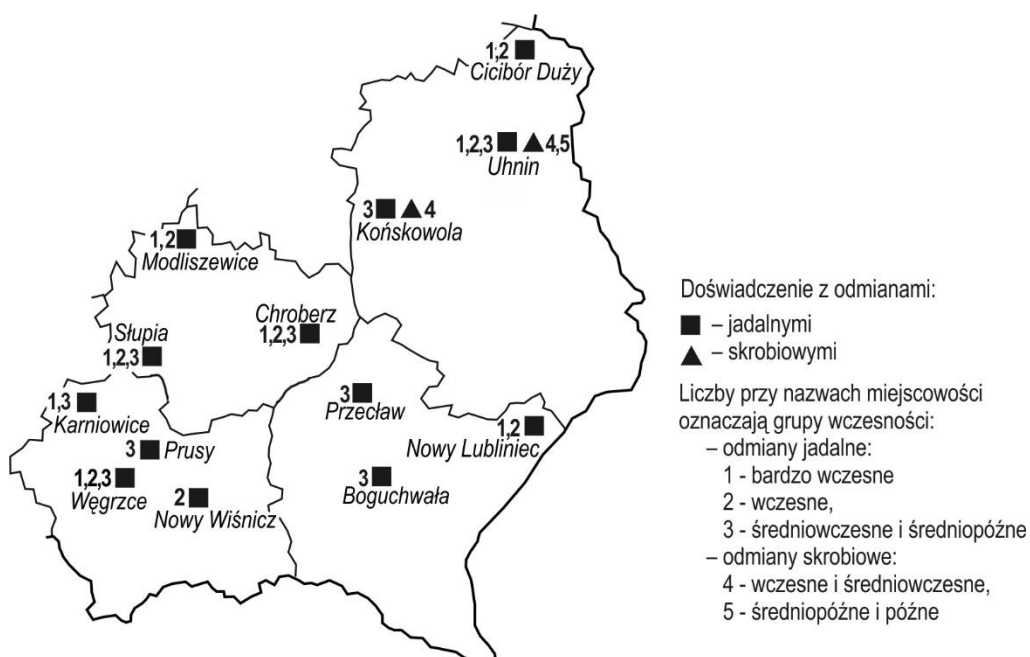 1,2
Cicibór Duży
1,2,3 4,5
Uhnin
3 4
Końskowola
1,2
Modliszewice
Chroberz
1,2,3
Słupia
1,2,3
1,3
Karniowice
3 Prusy
1,2,3
Węgrzce
2
Nowy Wiśnicz
3
Przecław
1,2
Nowy Lubliniec
3
Boguchwała
Doświadczenie z odmianami:
– jadalnymi
– skrobiowymi
Liczby przy nazwach miejscowości
oznaczają grupy wczesności:
– odmiany jadalne:
1 - bardzo wczesne
2 - wczesne,
3 - średniowczesne i średniopóźne
– odmiany skrobiowe:
4 - wczesne i średniowczesne,
5 - średniopóźne i późne